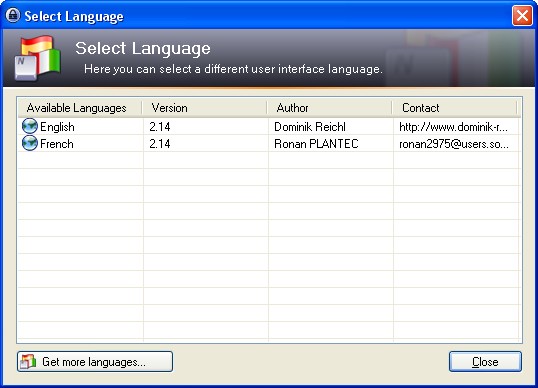 Select Language
Select Language
Here you can select a different user interface language.
Available Languages Version Author Contact
English 2.14 Dominik Reichl http://www.dominik-r...
French 2.14 Ronan PLANTEC ronan2975@users.so...
Get more languages... Close